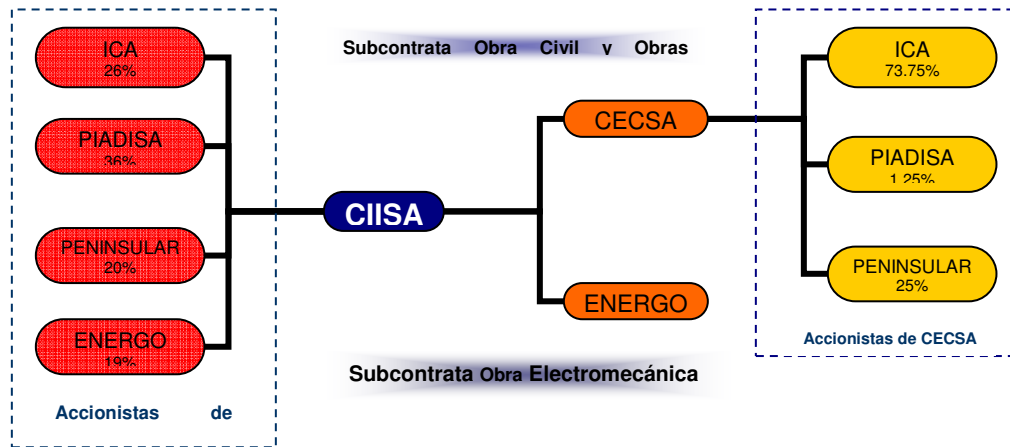 ICA
26%
PIADISA
36%
PENINSULAR
20%
ENERGO
19%
Accionistas de
Subcontrata Obra Civil y Obras
CIISA
CECSA
ENERGO
Subcontrata Obra Electromecánica
ICA
73.75%
PIADISA
1.25%
PENINSULAR
25%
Accionistas de CECSA